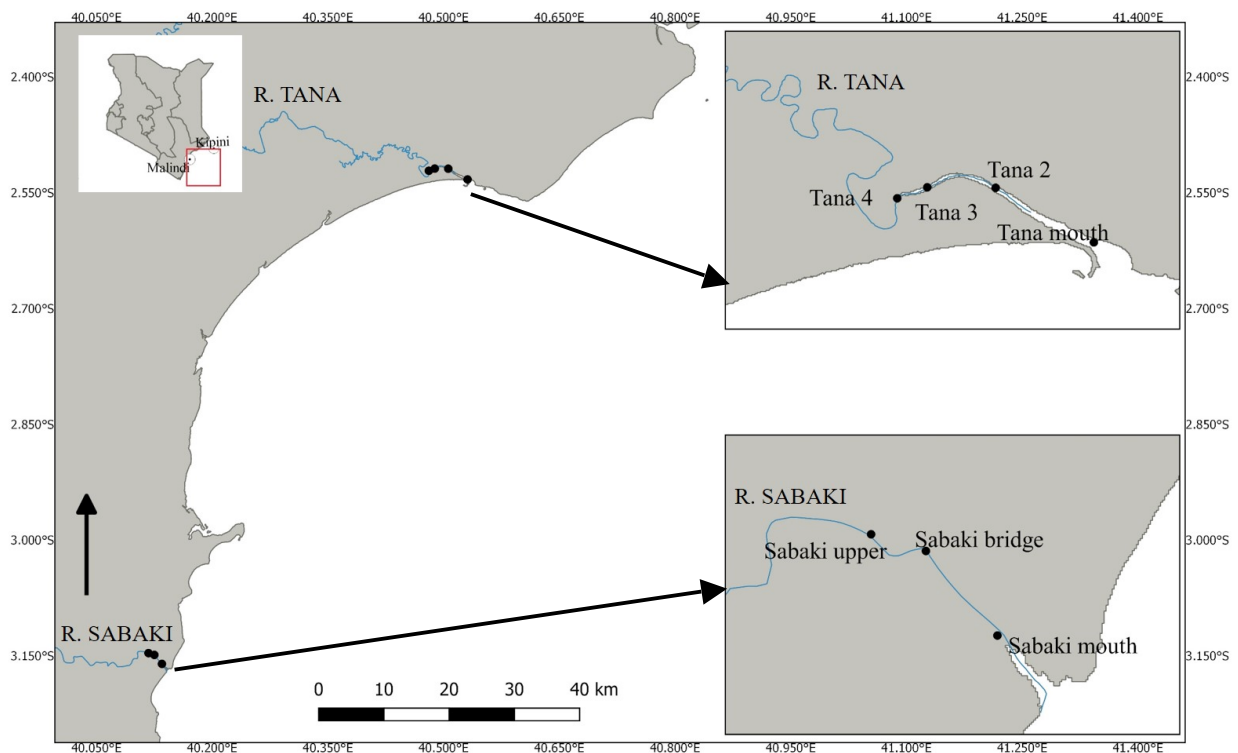 40.050°E 40.200°E 40.350°E 40.500°E 40.650°E 40.800°E 40.950°E 41.100°E 41.250°E 41.400°E
2.400°S 2.400°S
R. TANA
Kipini
Malindi
R. TANA
Tana 2
Tana 4
Tana 3
Tana mouth
2.550°S 2.550°S
2.700°S 2.700°S
2.850°S 2.850°S
3.000°S 3.000°S
R. SABAKI
Sabaki upper
Sabaki bridge
Sabaki mouth
R. SABAKI
3.150°S 3.150°S
0 10 20 30 40 km
40.050°E 40.200°E 40.350°E 40.500°E 40.650°E 40.800°E 40.950°E 41.100°E 41.250°E 41.400°E